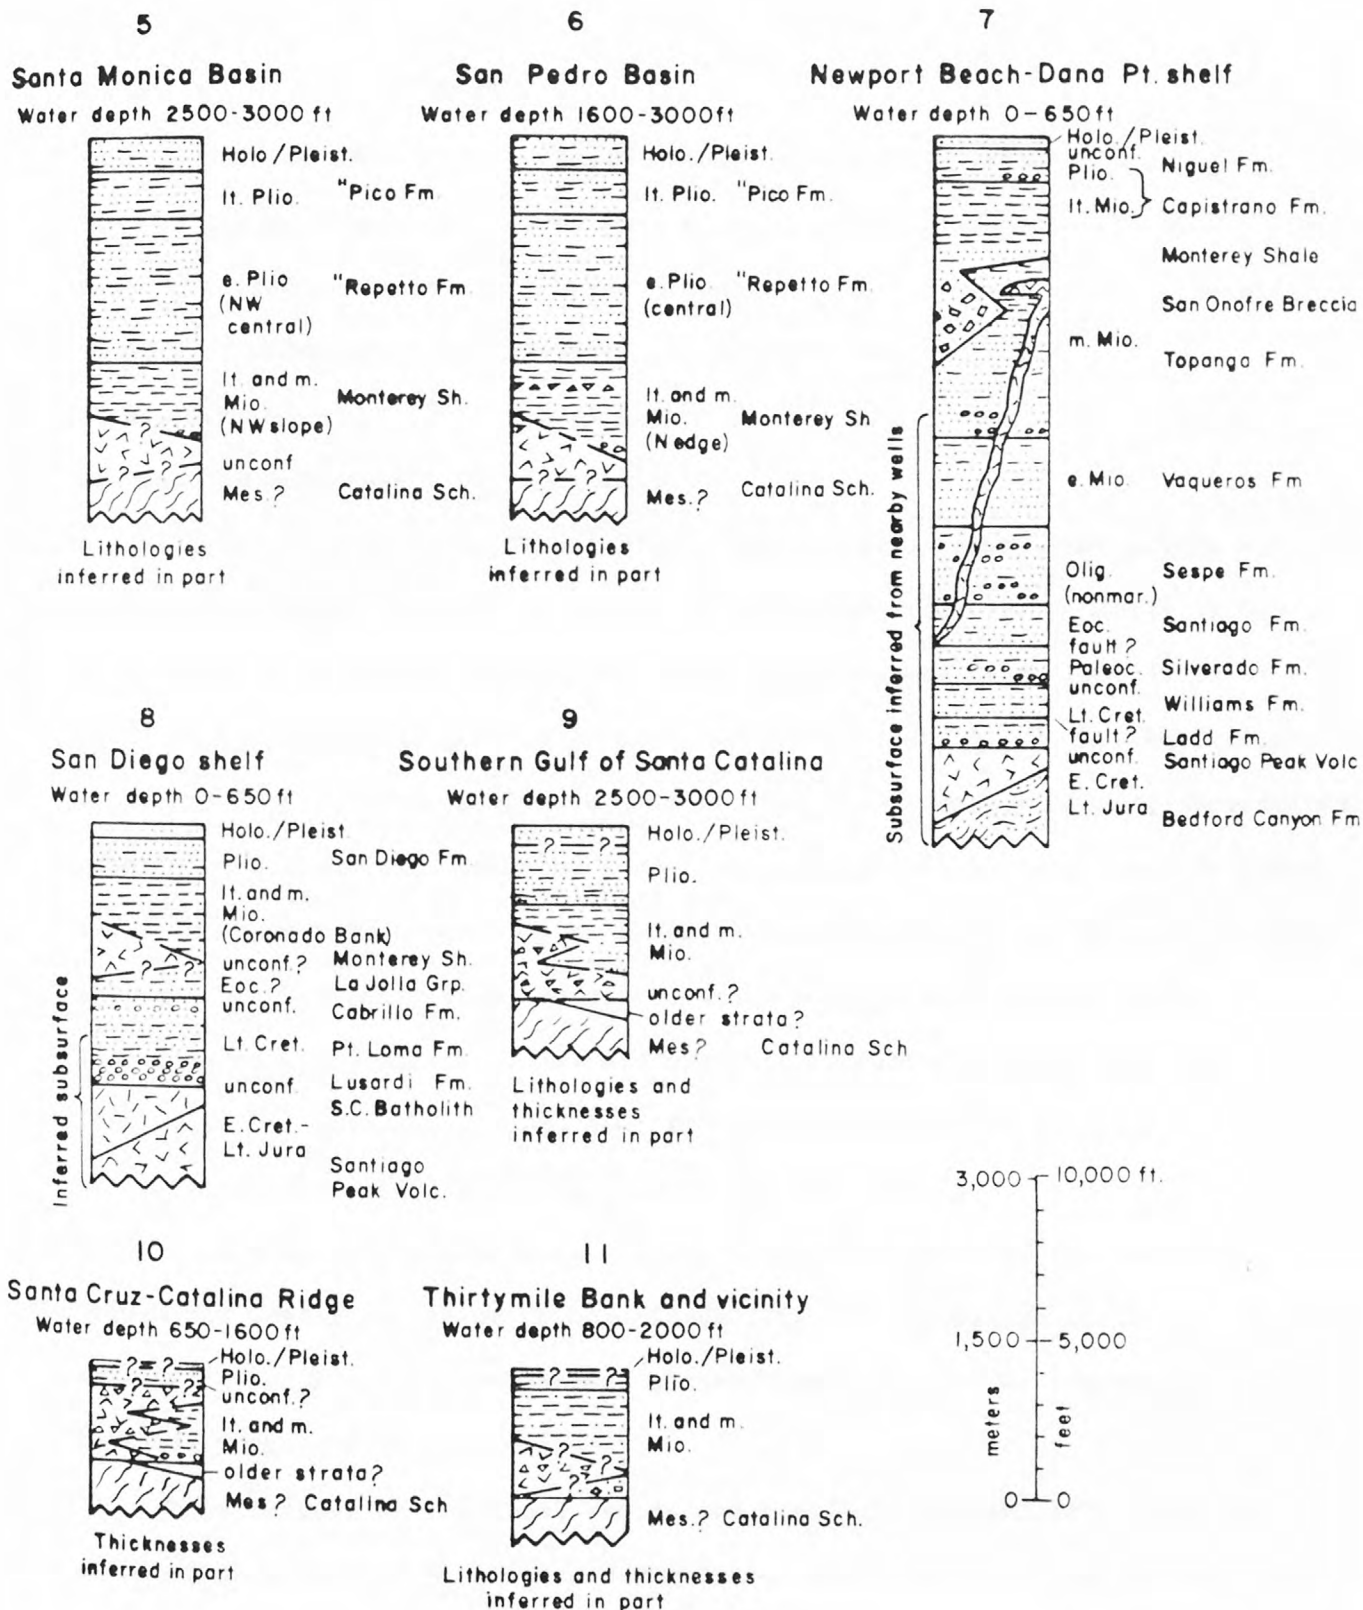 5
Santa Monica Basin
Water depth 2500-3000 ft
Holo/Pleist.
lt. Plio. "Pico Fm.
e. Plio "Repetto Fm.
(NW
central)
lt. and m.
Mio. Monterey Sh.
(NW slope)
?
unconf
?
?
Mes.? Catalina Sch.
Lithologies
inferred in part
6
San Pedro Basin
Water depth 1600-3000ft
Holo./Pleist.
lt. Plio. "Pico Fm.
e. Plio "Repetto Fm.
(central)
lt. and m.
Mio. Monterey Sh
(N edge)
?
? ?
Mes.? Catalina Sch.
Lithologies
inferred in part
7
Newport Beach-Dana Pt. shelf
Water depth 0-650ft
Holo./Pleist.
unconf.
Plio. Niguel Fm.
lt. Mio. Capistrano Fm.
Monterey Shale
San Onofre Breccia
m. Mio.
Topanga Fm.
e. Mio. Vaqueros Fm
Olig. Sespe Fm.
(nonmar.)
Eoc. Santiago Fm.
fault?
Paleoc. Silverado Fm.
unconf.
Williams Fm.
Lt. Cret.
fault? Ladd Fm.
unconf. Santiago Peak Volc
E. Cret.
Lt. Jura Bedford Canyon Fm
Subsurface inferred from nearby wells
8
San Diego shelf
Water depth 0-650ft
Holo./Pleist.
Plio. San Diego Fm.
lt. and m.
Mio.
(Coronado Bank)
unconf.? Monterey Sh.
? ?
Eoc.? La Jolla Grp.
unconf. Cabrillo Fm.
Lt. Cret. Pt. Loma Fm.
unconf. Lusardi Fm.
S.C. Batholith
E. Cret.-
Lt. Jura
Santiago
Peak Volc.
Inferred subsurface
9
Southern Gulf of Santa Catalina
Water depth 2500-3000ft
Holo./Pleist.
? ?
Plio.
lt. and m.
Mio.
unconf.?
older strata?
Mes? Catalina Sch
Lithologies and
thicknesses
inferred in part
10
Santa Cruz-Catalina Ridge
Water depth 650-1600ft
Holo./Pleist.
? ?
Plio.
? ?
unconf.?
lt. and m.
Mio.
older strata?
Mes? Catalina Sch
Thicknesses
inferred in part
11
Thirtymile Bank and vicinity
Water depth 800-2000ft
Holo./Pleist.
? ?
Plio.
lt. and m.
Mio.
?
?
?
Mes.? Catalina Sch.
Lithologies and thicknesses
inferred in part
3,000 10,000 ft.
1,500 5,000
meters
feet
0 0